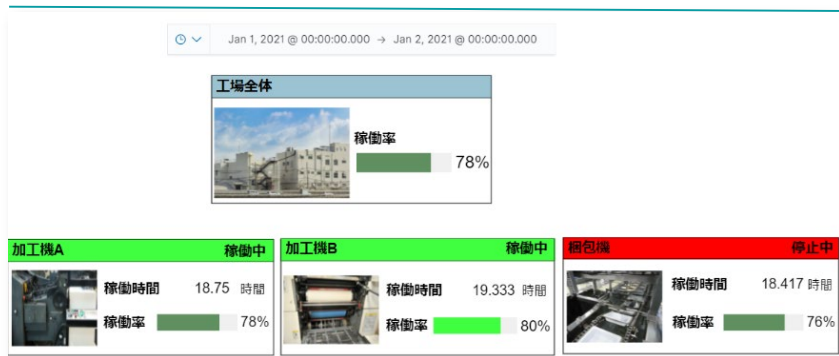 Jan 1, 2021 @ 00:00:00.000 → Jan 2, 2021 @ 00:00:00.000
工場全体
稼働率
78%
加工機A 稼働中
稼働時間 18.75 時間
稼働率 78%
加工機B 稼働中
稼働時間 19.333 時間
稼働率 80%
梱包機 停止中
稼働時間 18.417 時間
稼働率 76%